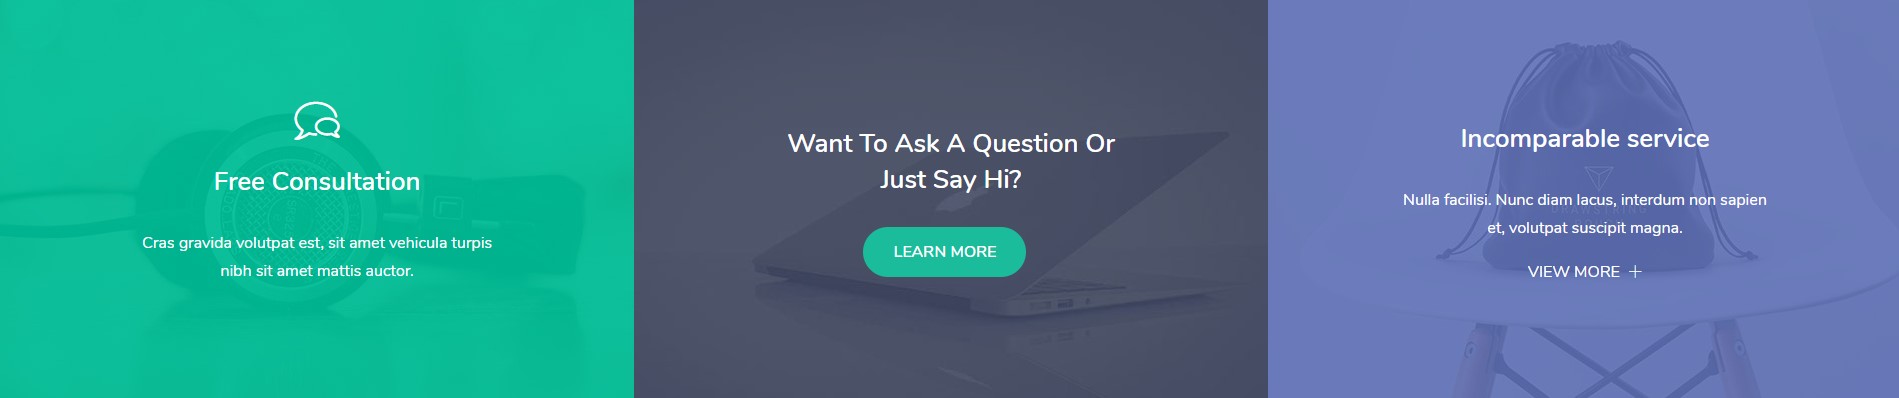 Free Consultation
Cras gravida volutpat est, sit amet vehicula turpis
nibh sit amet mattis auctor.
Want To Ask A Question Or
Just Say Hi?
LEARN MORE
Incomparable service
Nulla facilisi. Nunc diam lacus, interdum non sapien
et, volutpat suscipit magna.
VIEW MORE